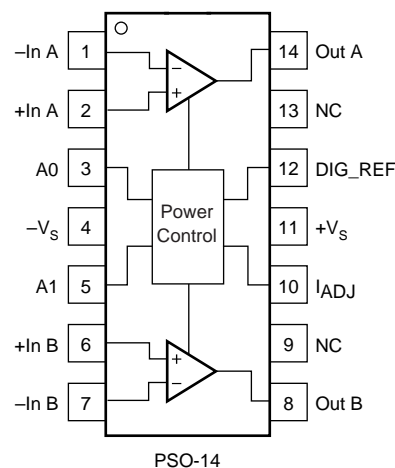 –In A 1 14 Out A
+In A 2 13 NC
A0 3 12 DIG_REF
–VS 4 Power Control 11 +VS
A1 5 10 IADJ
+In B 6 9 NC
–In B 7 8 Out B
– +
+ –
PSO-14